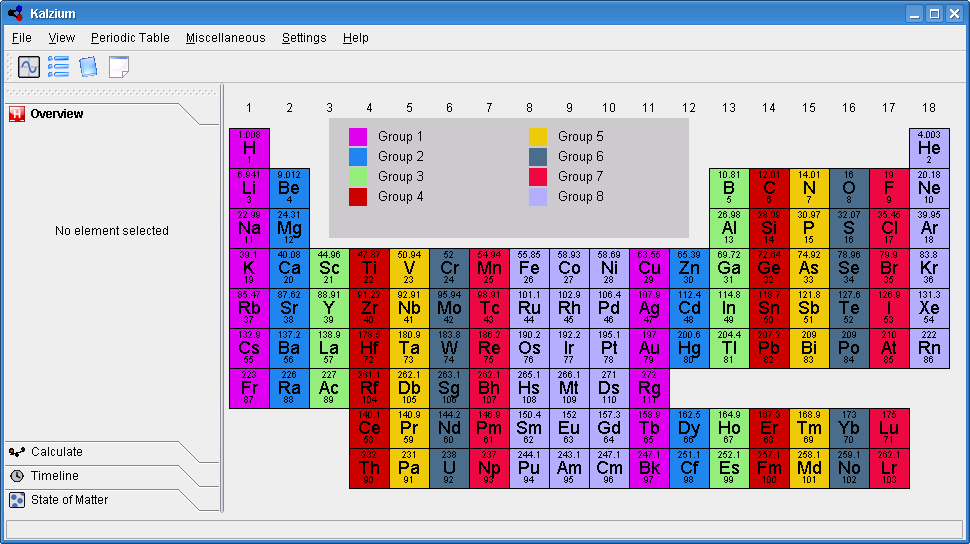 Kalzium
File View Periodic Table Miscellaneous Settings Help
Overview
No element selected
Calculate
Timeline
State of Matter
1 2 3 4 5 6 7 8 9 10 11 12 13 14 15 16 17 18
Group 1 Group 5
Group 2 Group 6
Group 3 Group 7
Group 4 Group 8
1.008 4.003
H He
1 2
6.941 9.012 10.81 12.01 14.01 16 19 20.18
Li Be B C N O F Ne
3 4 5 6 7 8 9 10
22.99 24.31 26.98 28.09 30.97 32.07 35.45 39.95
Na Mg Al Si P S Cl Ar
11 12 13 14 15 16 17 18
39.1 40.08 44.96 47.87 50.94 52 54.94 55.85 58.93 58.69 63.55 65.39 69.72 72.64 74.92 78.96 79.9 83.8
K Ca Sc Ti V Cr Mn Fe Co Ni Cu Zn Ga Ge As Se Br Kr
19 20 21 22 23 24 25 26 27 28 29 30 31 32 33 34 35 36
85.47 87.62 88.91 91.22 92.91 95.94 98.91 101.1 102.9 106.4 107.9 112.4 114.8 118.7 121.8 127.6 126.9 131.3
Rb Sr Y Zr Nb Mo Tc Ru Rh Pd Ag Cd In Sn Sb Te I Xe
37 38 39 40 41 42 43 44 45 46 47 48 49 50 51 52 53 54
132.9 137.2 138.9 178.5 180.9 183.8 186.2 190.2 192.2 195.1 197 200.6 204.4 207.2 209 209 210 222
Cs Ba La Hf Ta W Re Os Ir Pt Au Hg Tl Pb Bi Po At Rn
55 56 57 72 73 74 75 76 77 78 79 80 81 82 83 84 85 86
223 226 227 261.1 262.1 263.1 262.1 265.1 266.1 271 272
Fr Ra Ac Rf Db Sg Bh Hs Mt Ds Rg
87 88 89 104 105 106 107 108 109 110 111
140.1 140.9 144.2 146.9 150.4 152 157.3 158.9 162.5 164.9 167.3 168.9 173 175
Ce Pr Nd Pm Sm Eu Gd Tb Dy Ho Er Tm Yb Lu
58 59 60 61 62 63 64 65 66 67 68 69 70 71
232 231 238 237 244.1 243.1 247.1 247.1 251.1 252.1 257.1 258.1 259.1 262.1
Th Pa U Np Pu Am Cm Bk Cf Es Fm Md No Lr
90 91 92 93 94 95 96 97 98 99 100 101 102 103